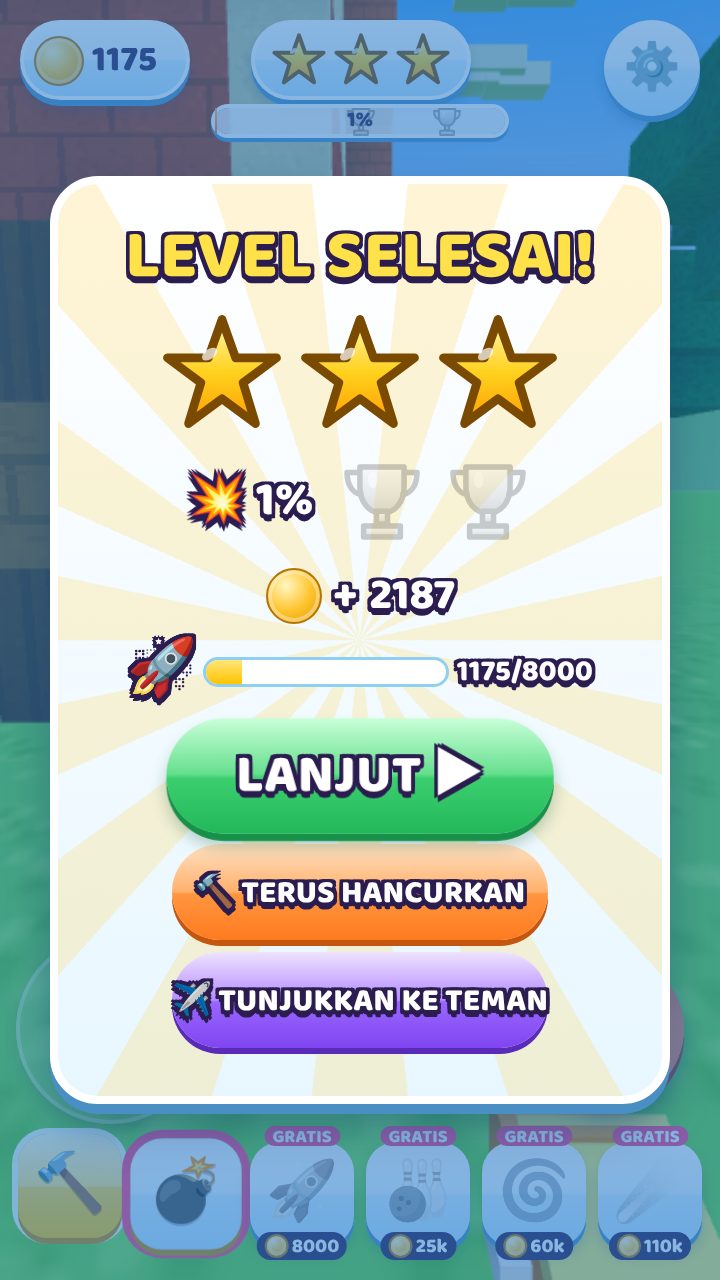 1175
1%
LEVEL SELESAI!
1%
+ 2187
1175/8000
LANJUT
TERUS HANCURKAN
TUNJUKKAN KE TEMAN
GRATIS GRATIS GRATIS GRATIS
8000 25k 60k 110k